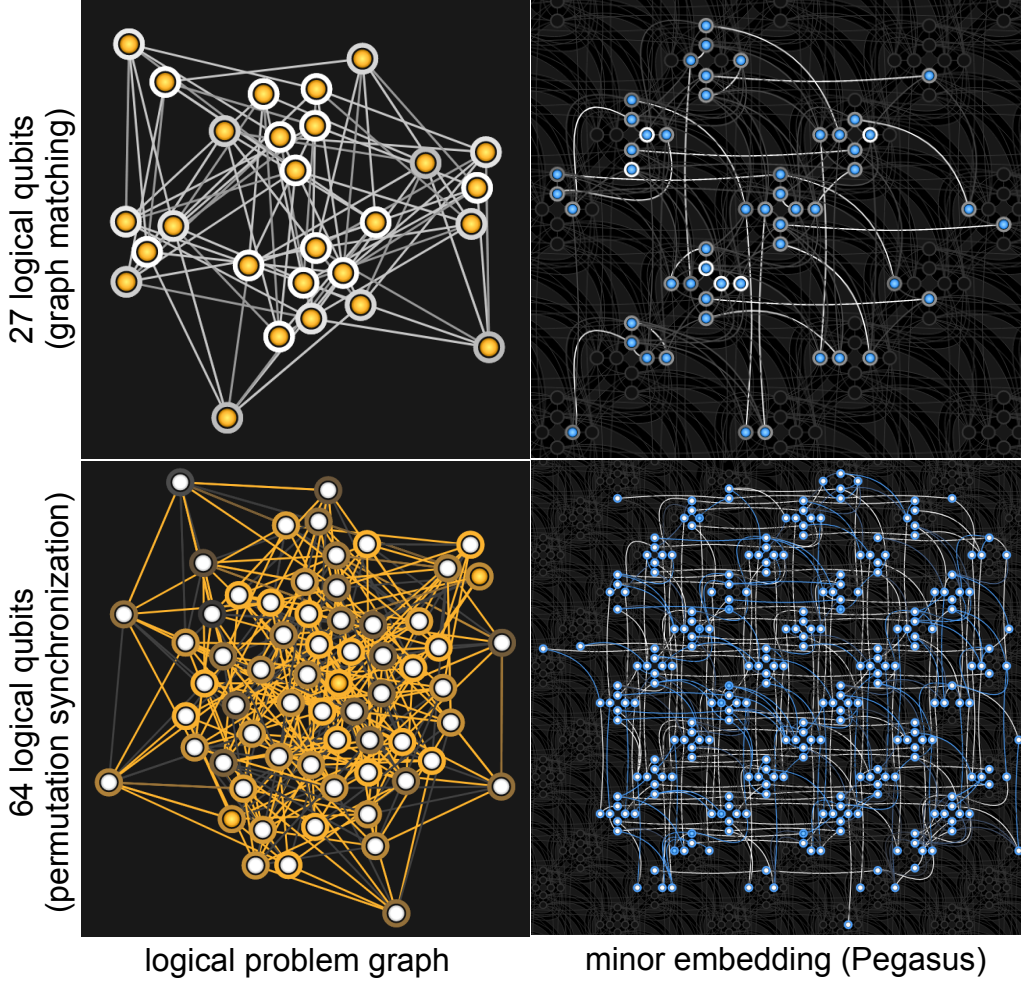 27 logical qubits
(graph matching)
64 logical qubits
(permutation synchronization)
logical problem graph
minor embedding (Pegasus)